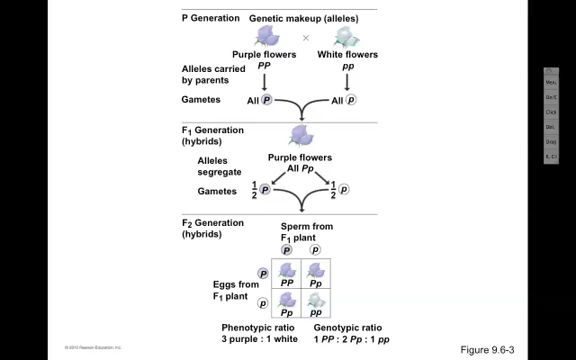 P Generation
Genetic makeup (alleles)
Purple flowers
White flowers
PP
pp
Alleles carried
by parents
Gametes
All P
All p
F1 Generation
(hybrids)
Purple flowers
All Pp
Alleles
segregate
Gametes
1/2 P
1/2 p
F2 Generation
(hybrids)
Sperm from
F1 plant
P
p
Eggs from
F1 plant
P
PP
Pp
p
Pp
pp
Phenotypic ratio
3 purple : 1 white
Genotypic ratio
1 PP : 2 Pp : 1 pp
Figure 9.6-3